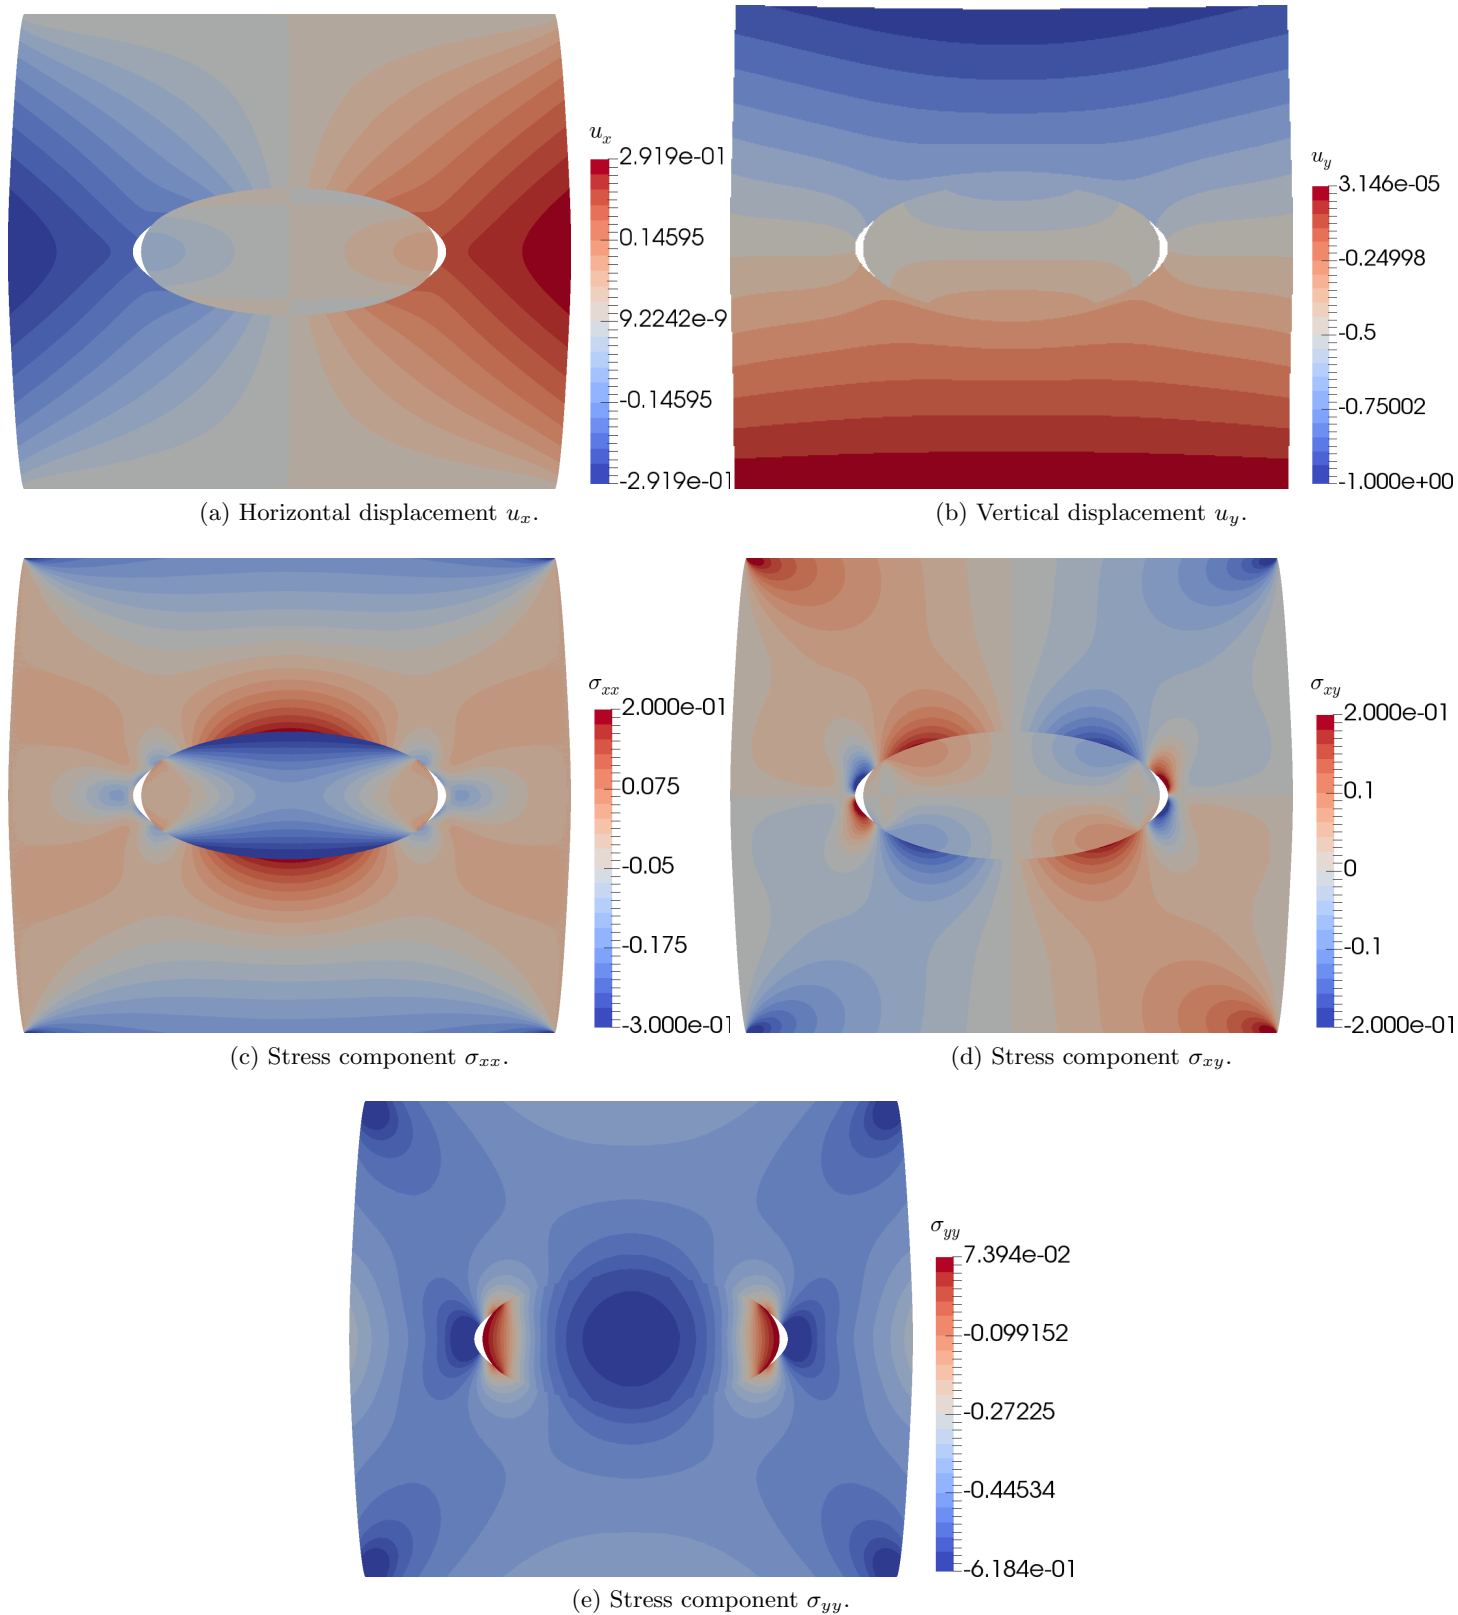 u_x
2.919e-01
0.14595
9.2242e-9
-0.14595
-2.919e-01
(a) Horizontal displacement u_x.
u_y
3.146e-05
-0.24998
-0.5
-0.75002
-1.000e+00
(b) Vertical displacement u_y.
σ_xx
2.000e-01
0.075
-0.05
-0.175
-3.000e-01
(c) Stress component σ_xx.
σ_xy
2.000e-01
0.1
0
-0.1
-2.000e-01
(d) Stress component σ_xy.
σ_yy
7.394e-02
-0.099152
-0.27225
-0.44534
-6.184e-01
(e) Stress component σ_yy.